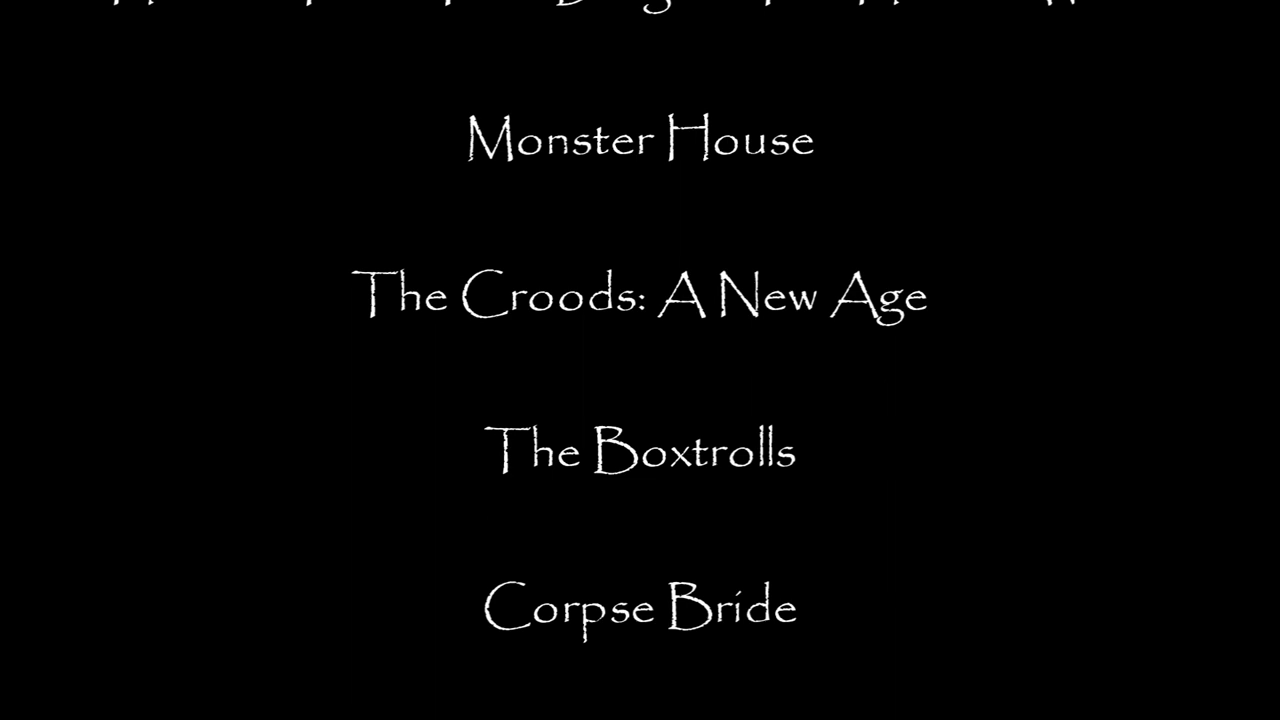 Monster House
The Croods: A New Age
The Boxtrolls
Corpse Bride